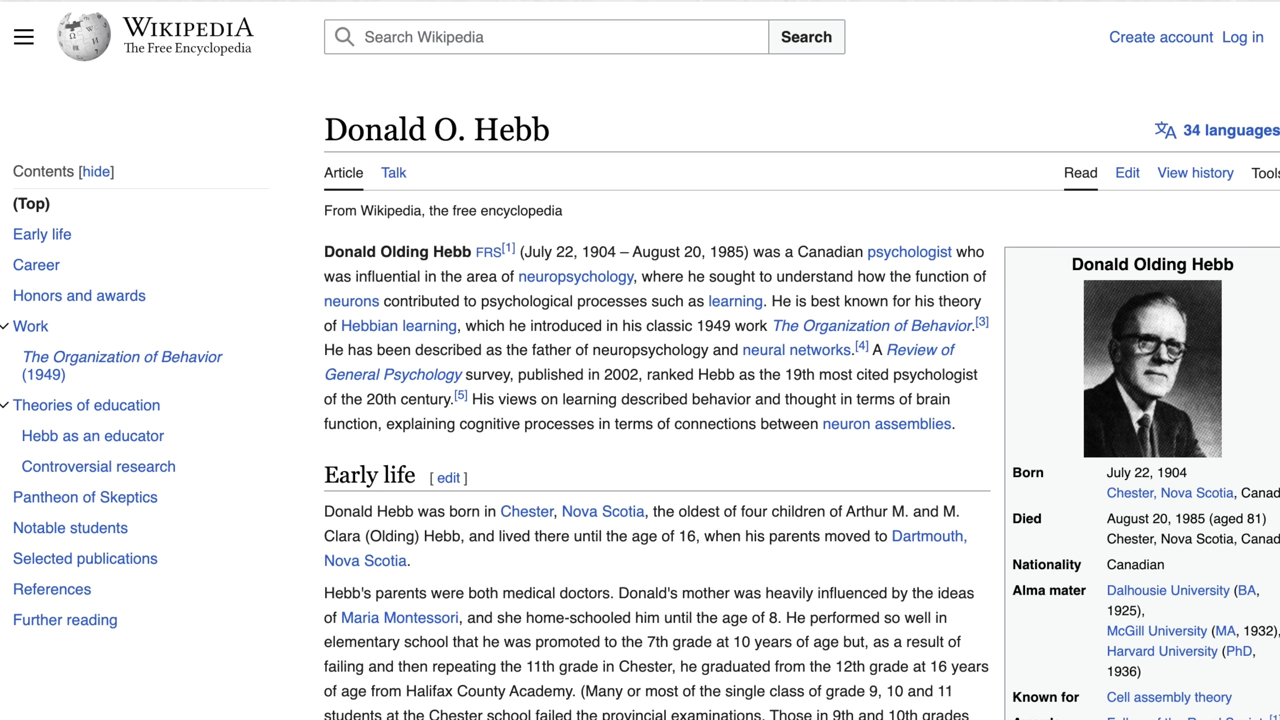 WIKIPEDIA
The Free Encyclopedia
Search Wikipedia
Search
Create account Log in
Donald O. Hebb
34 languages
Contents [hide]
(Top)
Early life
Career
Honors and awards
Work
The Organization of Behavior
(1949)
Theories of education
Hebb as an educator
Controversial research
Pantheon of Skeptics
Notable students
Selected publications
References
Further reading
Article Talk
Read Edit View history Tools
From Wikipedia, the free encyclopedia
Donald Olding Hebb FRS[1] (July 22, 1904 – August 20, 1985) was a Canadian psychologist who
was influential in the area of neuropsychology, where he sought to understand how the function of
neurons contributed to psychological processes such as learning. He is best known for his theory
of Hebbian learning, which he introduced in his classic 1949 work The Organization of Behavior.[3]
He has been described as the father of neuropsychology and neural networks.[4] A Review of
General Psychology survey, published in 2002, ranked Hebb as the 19th most cited psychologist
of the 20th century.[5] His views on learning described behavior and thought in terms of brain
function, explaining cognitive processes in terms of connections between neuron assemblies.
Early life [ edit ]
Donald Hebb was born in Chester, Nova Scotia, the oldest of four children of Arthur M. and M.
Clara (Olding) Hebb, and lived there until the age of 16, when his parents moved to Dartmouth,
Nova Scotia.
Hebb's parents were both medical doctors. Donald's mother was heavily influenced by the ideas
of Maria Montessori, and she home-schooled him until the age of 8. He performed so well in
elementary school that he was promoted to the 7th grade at 10 years of age but, as a result of
failing and then repeating the 11th grade in Chester, he graduated from the 12th grade at 16 years
of age from Halifax County Academy. (Many or most of the single class of grade 9, 10 and 11
students at the Chester school failed the provincial examinations. Those in 9th and 10th grades
Donald Olding Hebb
Born July 22, 1904
Chester, Nova Scotia, Canad
Died August 20, 1985 (aged 81)
Chester, Nova Scotia, Canad
Nationality Canadian
Alma mater Dalhousie University (BA,
1925),
McGill University (MA, 1932),
Harvard University (PhD,
1936)
Known for Cell assembly theory